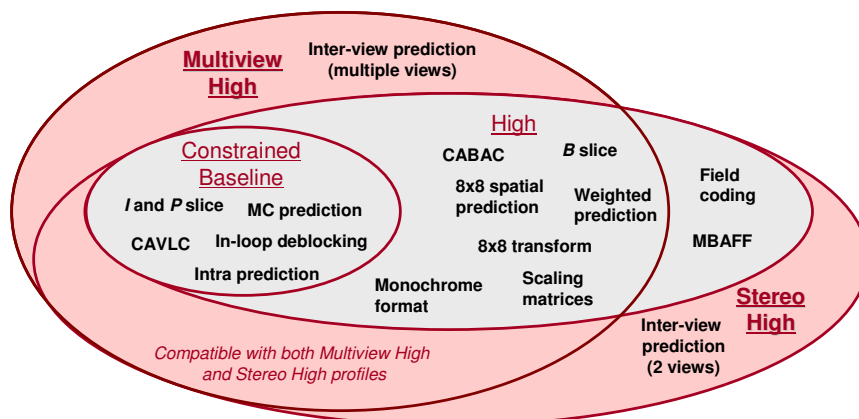 Multiview
High
Inter-view prediction
(multiple views)
High
Constrained
Baseline
CABAC
B slice
Field
coding
8x8 spatial
prediction
Weighted
prediction
I and P slice
MC prediction
CAVLC
In-loop deblocking
8x8 transform
MBAFF
Intra prediction
Monochrome
format
Scaling
matrices
Stereo
High
Inter-view
prediction
(2 views)
Compatible with both Multiview High
and Stereo High profiles